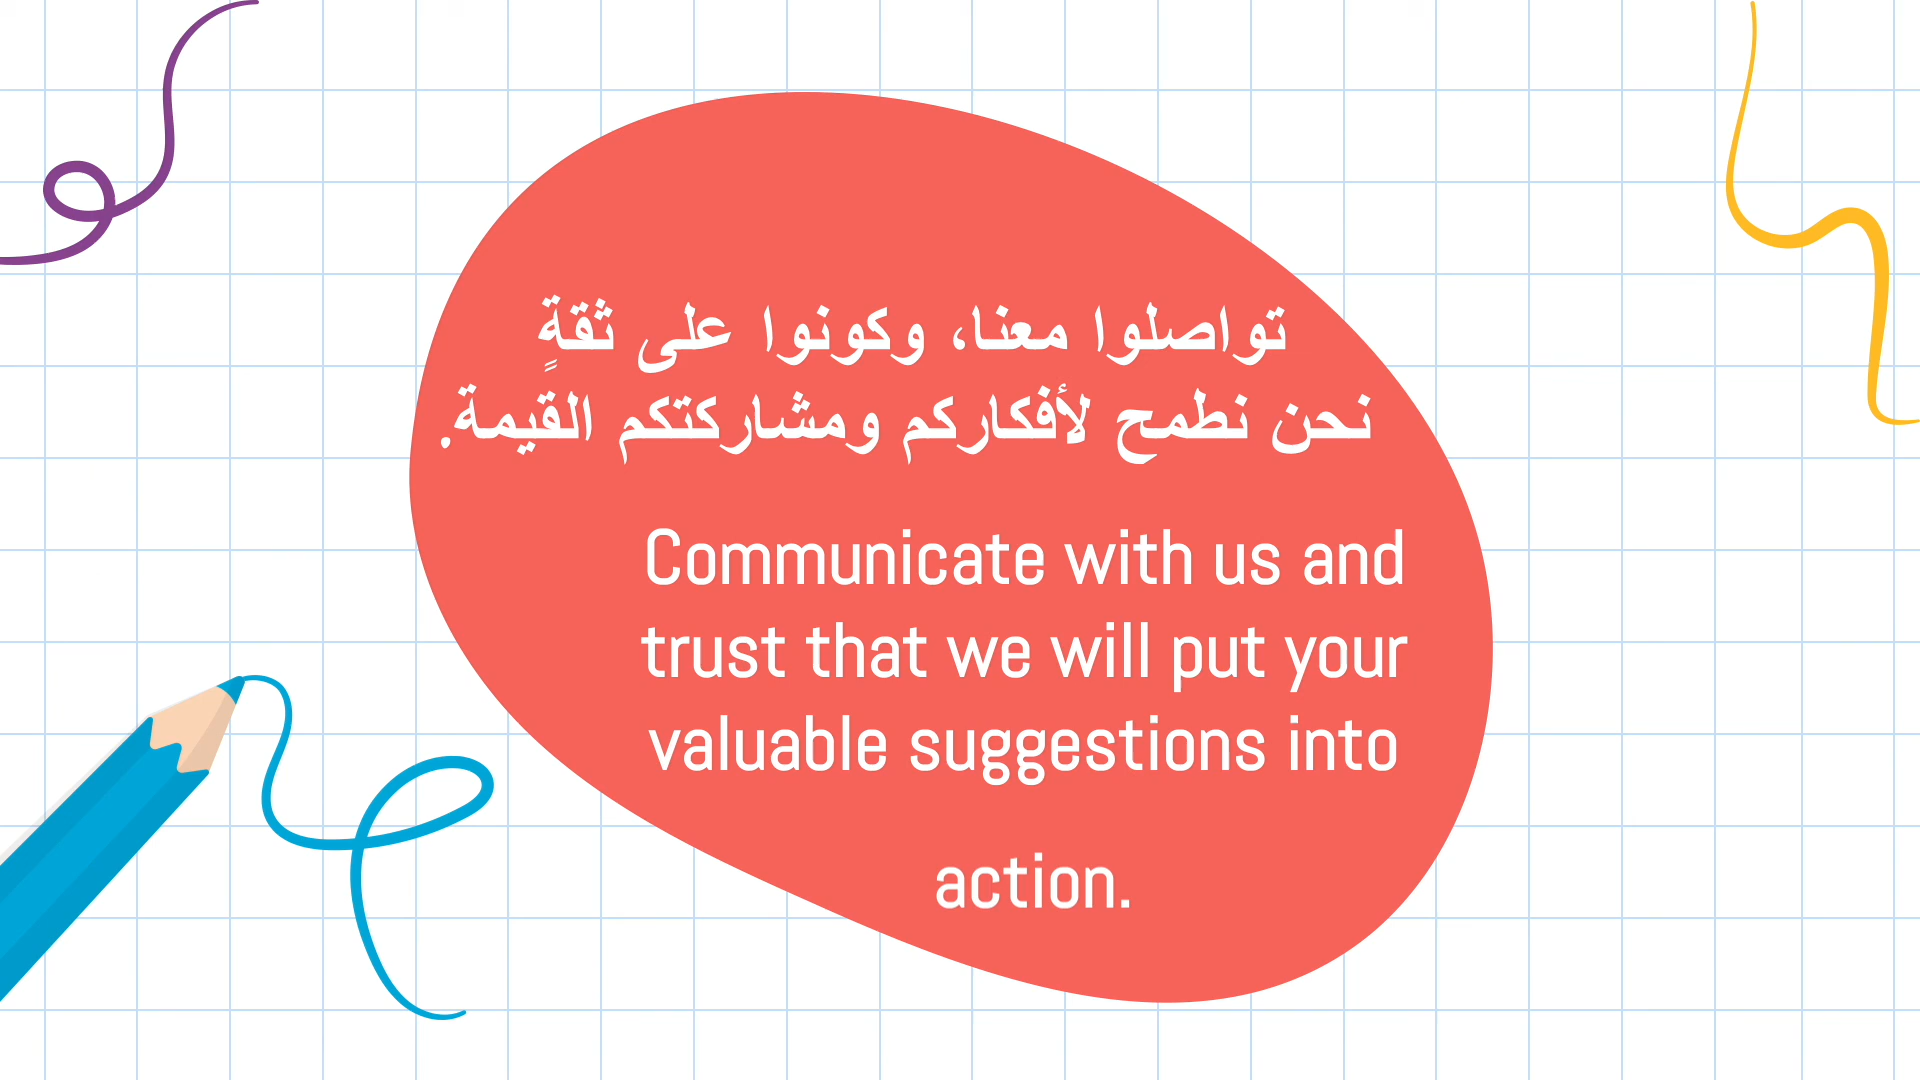 تواصلوا معنا، وكونوا على ثقةٍ
نحن نطمح لأفكاركم ومشاركتكم القيمة.
Communicate with us and
trust that we will put your
valuable suggestions into
action.